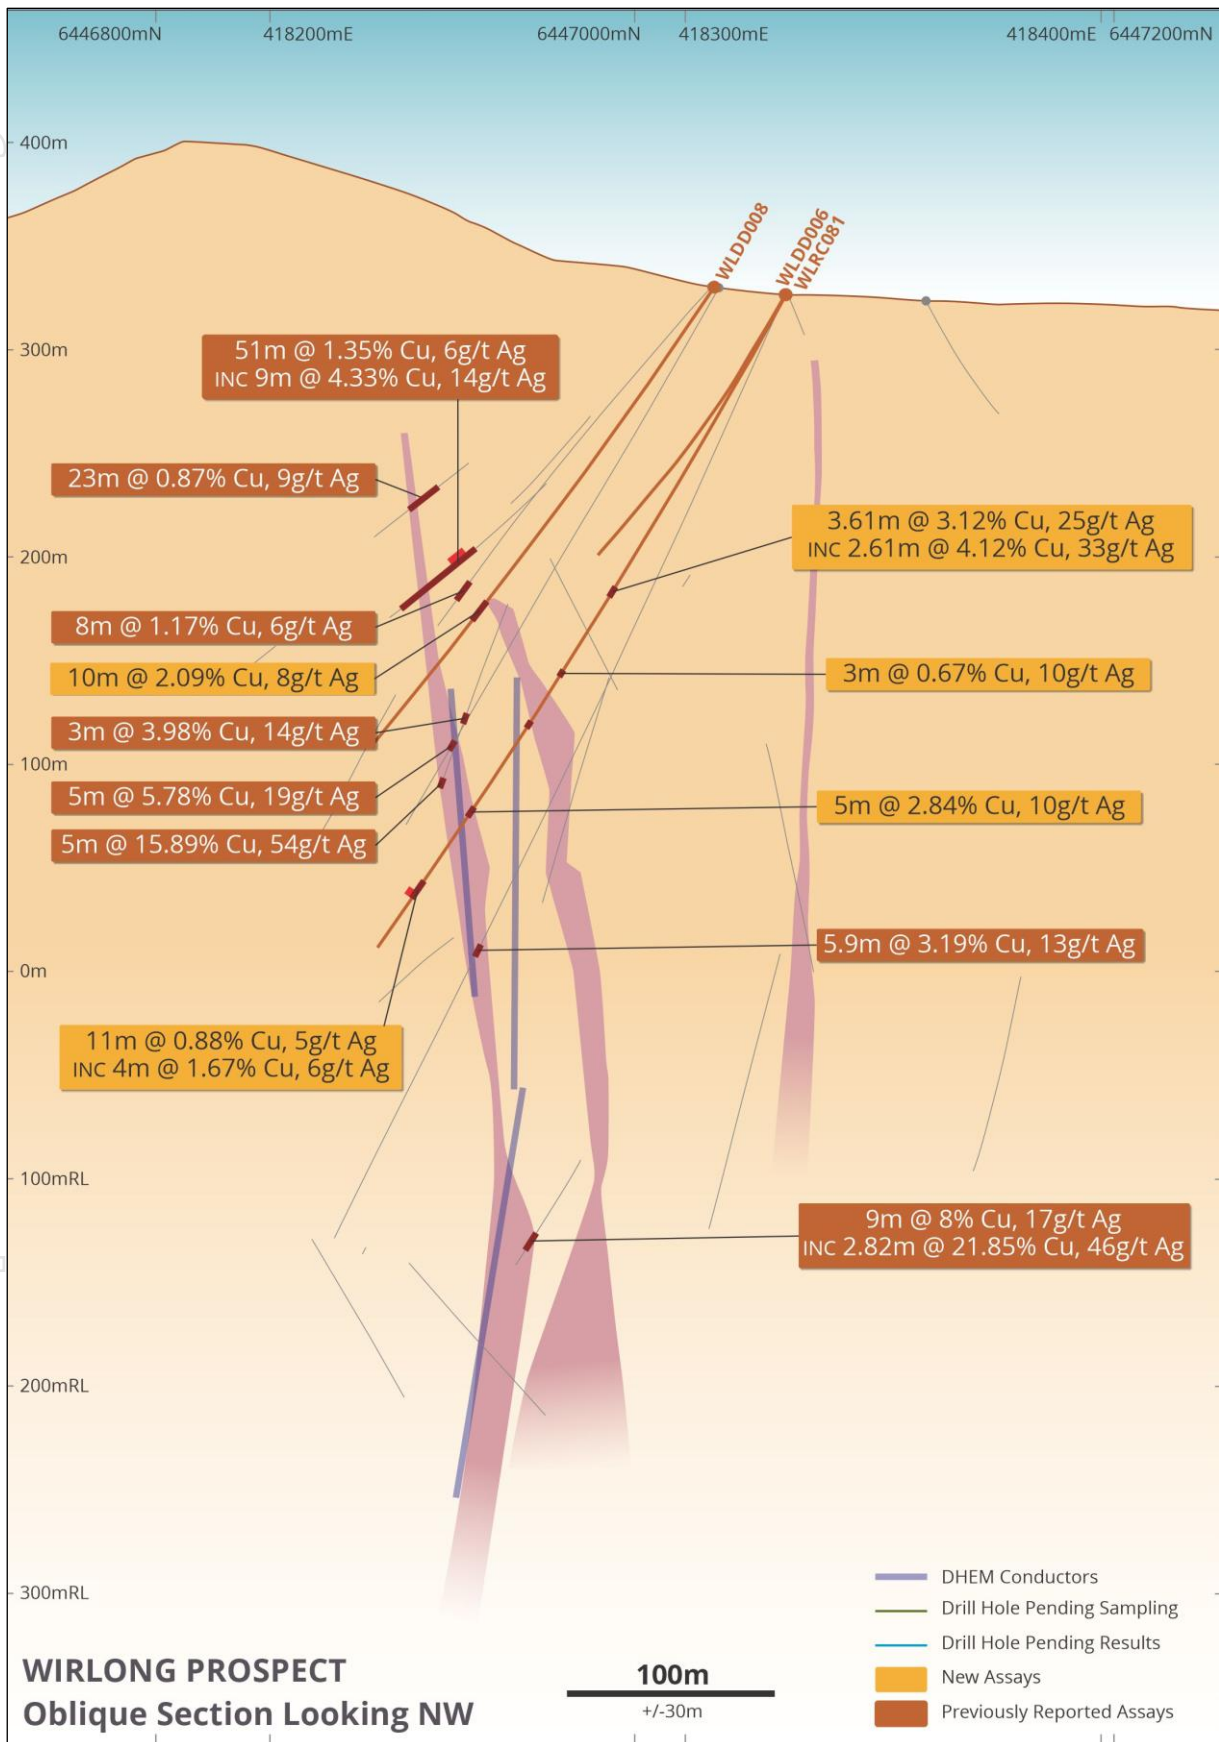 6446800mN
418200mE
6447000mN
418300mE
418400mE
6447200mN
400m
WLDD008
WLDD006
WLRC081
300m
51m @ 1.35% Cu, 6g/t Ag
INC 9m @ 4.33% Cu, 14g/t Ag
23m @ 0.87% Cu, 9g/t Ag
3.61m @ 3.12% Cu, 25g/t Ag
INC 2.61m @ 4.12% Cu, 33g/t Ag
200m
8m @ 1.17% Cu, 6g/t Ag
10m @ 2.09% Cu, 8g/t Ag
3m @ 0.67% Cu, 10g/t Ag
3m @ 3.98% Cu, 14g/t Ag
100m
5m @ 5.78% Cu, 19g/t Ag
5m @ 2.84% Cu, 10g/t Ag
5m @ 15.89% Cu, 54g/t Ag
5.9m @ 3.19% Cu, 13g/t Ag
0m
11m @ 0.88% Cu, 5g/t Ag
INC 4m @ 1.67% Cu, 6g/t Ag
100mRL
9m @ 8% Cu, 17g/t Ag
INC 2.82m @ 21.85% Cu, 46g/t Ag
200mRL
300mRL
DHEM Conductors
Drill Hole Pending Sampling
Drill Hole Pending Results
New Assays
Previously Reported Assays
WIRLONG PROSPECT
Oblique Section Looking NW
100m
+/-30m